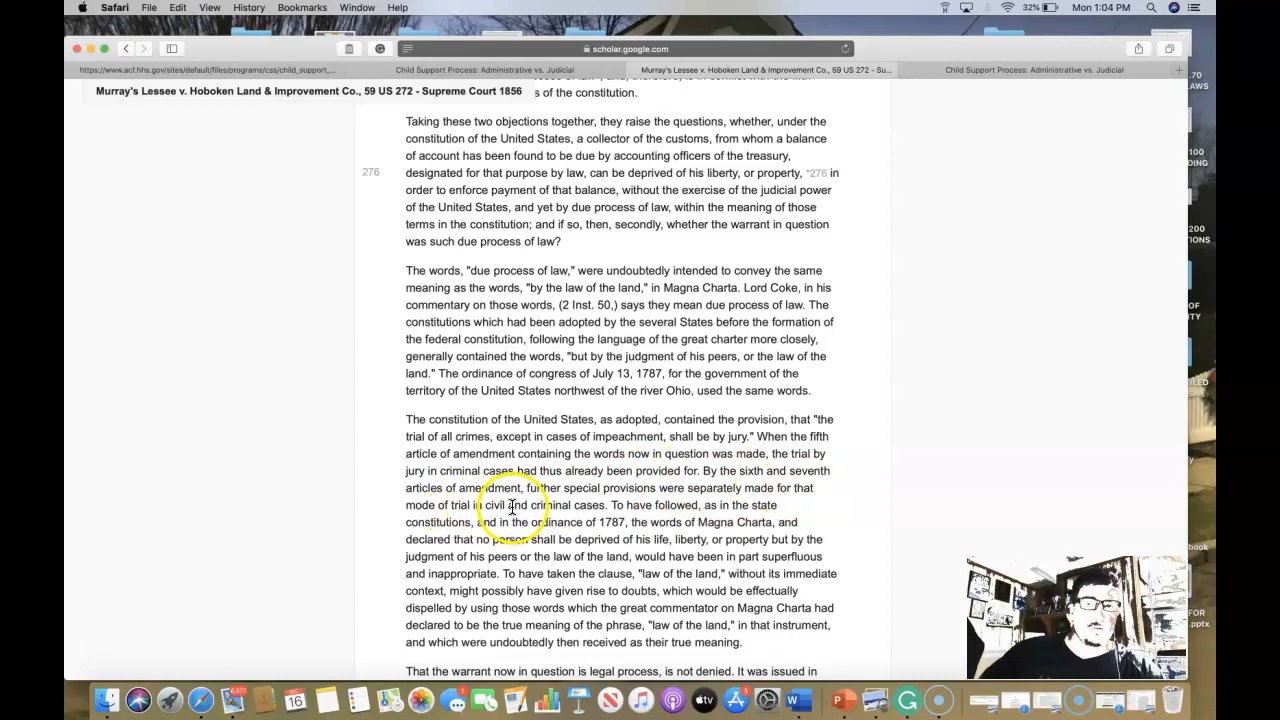 Safari File Edit View History Bookmarks Window Help 32% Mon 1:04 PM
scholar.google.com
https://www.acf.hhs.gov/sites/default/files/programs/css/child_support_... Child Support Process: Administrative vs. Judicial Murray's Lessee v. Hoboken Land & Improvement Co., 59 US 272 - Su... Child Support Process: Administrative vs. Judicial
Murray's Lessee v. Hoboken Land & Improvement Co., 59 US 272 - Supreme Court 1856
s of the constitution.
Taking these two objections together, they raise the questions, whether, under the
constitution of the United States, a collector of the customs, from whom a balance
of account has been found to be due by accounting officers of the treasury,
276 designated for that purpose by law, can be deprived of his liberty, or property, *276 in
order to enforce payment of that balance, without the exercise of the judicial power
of the United States, and yet by due process of law, within the meaning of those
terms in the constitution; and if so, then, secondly, whether the warrant in question
was such due process of law?
The words, "due process of law," were undoubtedly intended to convey the same
meaning as the words, "by the law of the land," in Magna Charta. Lord Coke, in his
commentary on those words, (2 Inst. 50,) says they mean due process of law. The
constitutions which had been adopted by the several States before the formation of
the federal constitution, following the language of the great charter more closely,
generally contained the words, "but by the judgment of his peers, or the law of the
land." The ordinance of congress of July 13, 1787, for the government of the
territory of the United States northwest of the river Ohio, used the same words.
The constitution of the United States, as adopted, contained the provision, that "the
trial of all crimes, except in cases of impeachment, shall be by jury." When the fifth
article of amendment containing the words now in question was made, the trial by
jury in criminal cases had thus already been provided for. By the sixth and seventh
articles of amendment, further special provisions were separately made for that
mode of trial in civil and criminal cases. To have followed, as in the state
constitutions, and in the ordinance of 1787, the words of Magna Charta, and
declared that no person shall be deprived of his life, liberty, or property but by the
judgment of his peers or the law of the land, would have been in part superfluous
and inappropriate. To have taken the clause, "law of the land," without its immediate
context, might possibly have given rise to doubts, which would be effectually
dispelled by using those words which the great commentator on Magna Charta had
declared to be the true meaning of the phrase, "law of the land," in that instrument,
and which were undoubtedly then received as their true meaning.
That the warrant now in question is legal process, is not denied. It was issued in